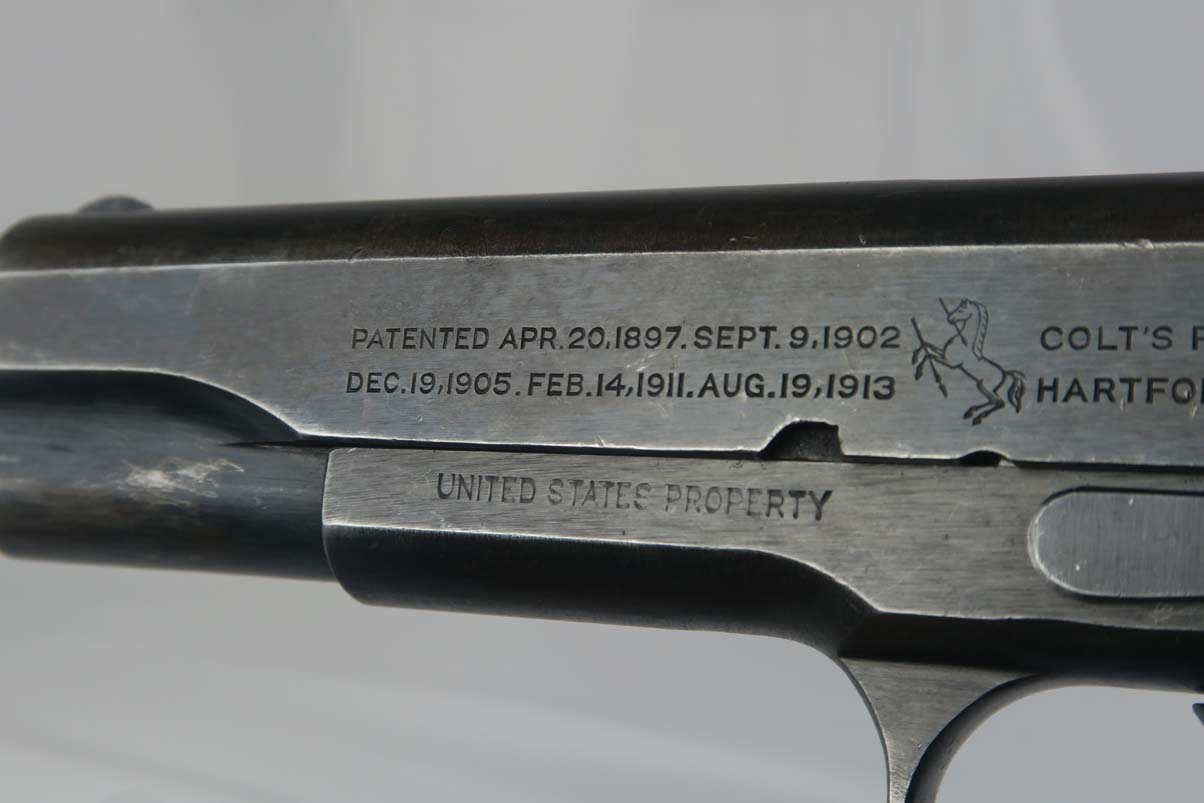 PATENTED APR.20,1897.SEPT. 9,1902
DEC.19,1905.FEB.14,1911.AUG.19,1913
COLT'S
UNITED STATES PROPERTY